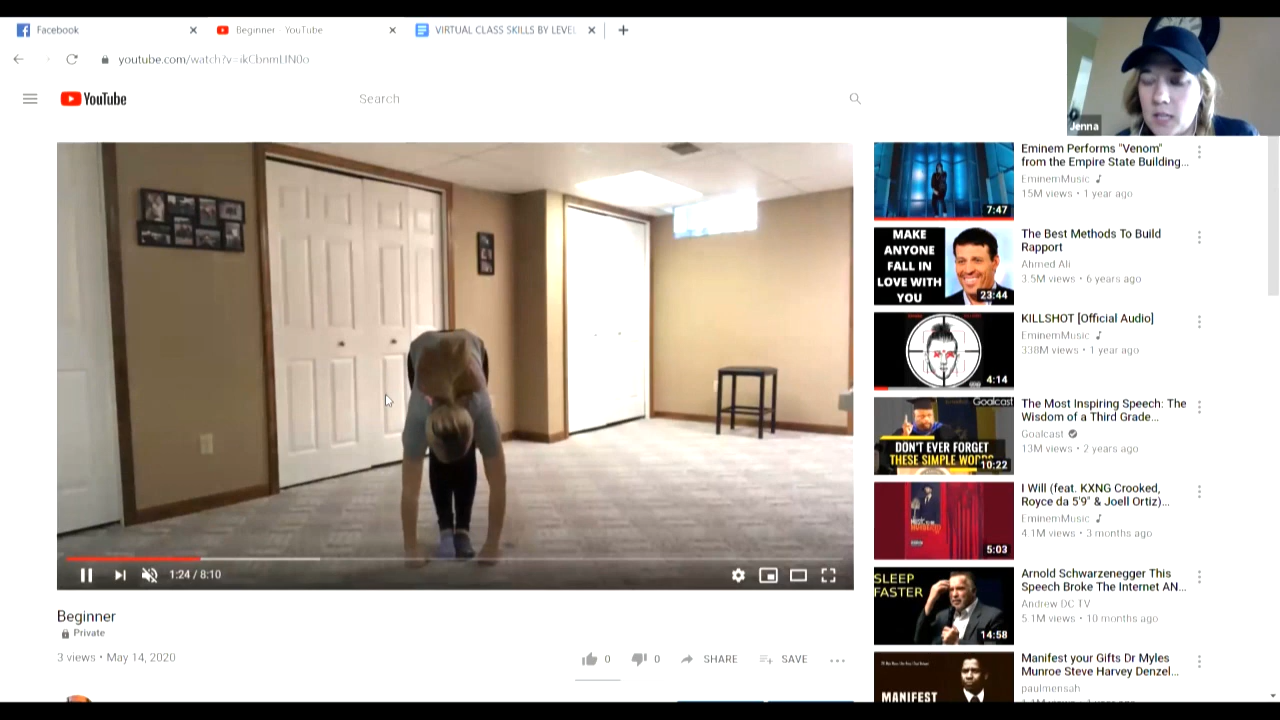 Facebook
Beginner - YouTube
VIRTUAL CLASS SKILLS BY LEVEL
Jenna
YouTube
Search
1:24 / 8:10
Beginner
Private
3 views • May 14, 2020
0
0
SHARE
SAVE
7:47
Eminem Performs "Venom"
from the Empire State Building...
EminemMusic
15M views • 1 year ago
MAKE
ANYONE
FALL IN
LOVE WITH
YOU
23:44
The Best Methods To Build
Rapport
Ahmed Ali
3.5M views • 6 years ago
4:14
KILLSHOT [Official Audio]
EminemMusic
338M views • 1 year ago
Goalcast
DON'T EVER FORGET
THESE SIMPLE WORDS
10:22
The Most Inspiring Speech: The
Wisdom of a Third Grade...
Goalcast
13M views • 2 years ago
5:03
I Will (feat. KXNG Crooked,
Royce da 5'9" & Joell Ortiz)...
EminemMusic
4.1M views • 3 months ago
SLEEP
FASTER
14:58
Arnold Schwarzenegger This
Speech Broke The Internet AN...
Andrew DC TV
5.1M views • 10 months ago
MANIFEST
Manifest your Gifts Dr Myles
Munroe Steve Harvey Denzel...
paulmensah